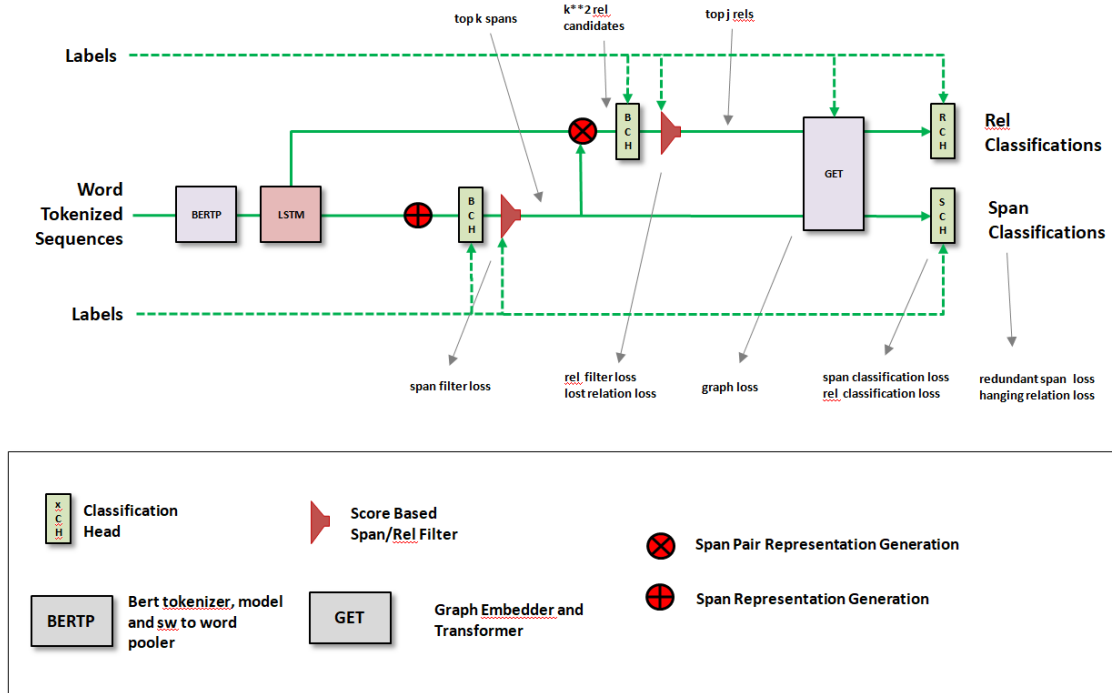 top k spans
k**2 rel
candidates
top j rels
Labels
B
C
H
R
C
H
Rel
Classifications
GET
Word
Tokenized
Sequences
BERTP
LSTM
B
C
H
S
C
H
Span
Classifications
Labels
span filter loss
rel filter loss
lost relation loss
graph loss
span classification loss
rel classification loss
redundant span loss
hanging relation loss
x
C
H
Classification
Head
Score Based
Span/Rel Filter
Span Pair Representation Generation
BERTP
Bert tokenizer, model
and sw to word
pooler
GET
Graph Embedder and
Transformer
Span Representation Generation